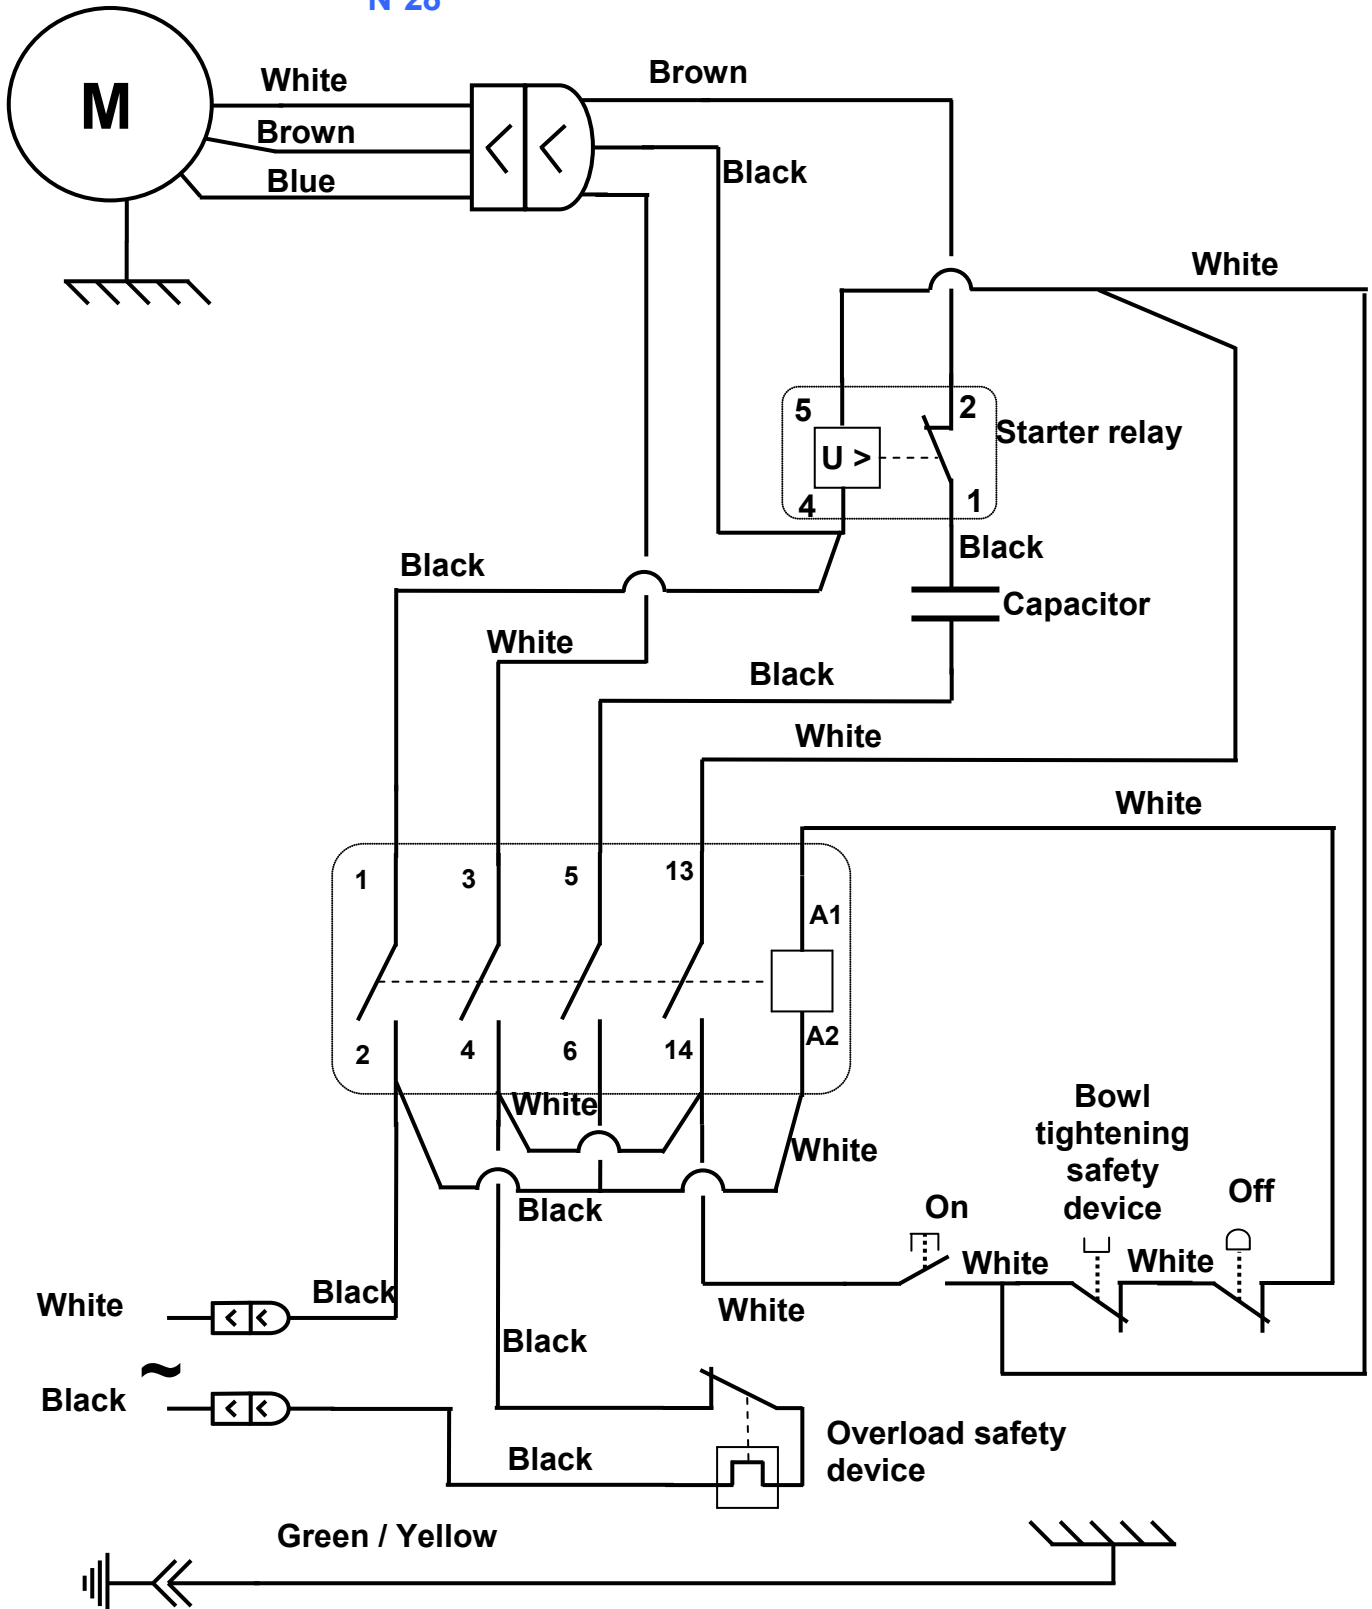 N°28
White
Brown
M
Brown
Blue
Black
White
5
2
Starter relay
U >
4
1
Black
Black
Capacitor
White
Black
White
White
1
3
5
13
A1
2
4
6
14
A2
White
White
Black
Bowl
tightening
safety
device
Off
On
White
White
White
Black
White
Black
~
Black
Overload safety
device
Black
Green / Yellow